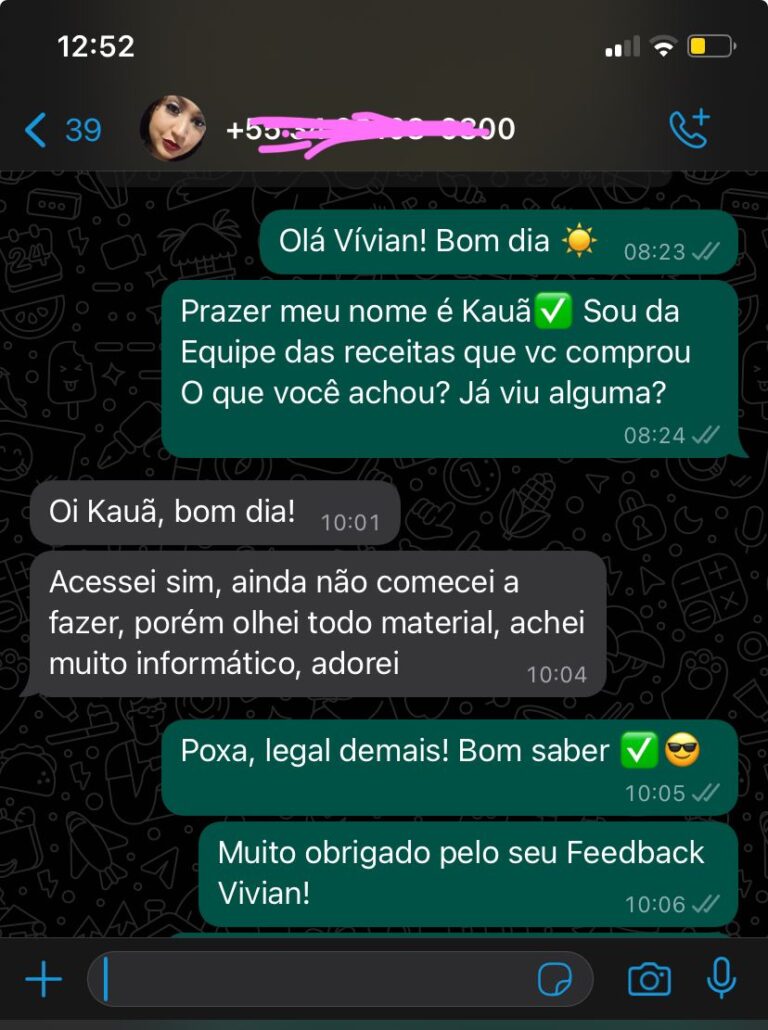 12:52
39
+55
Olá Vívian! Bom dia ☀️ 08:23
Prazer meu nome é Kauã✅ Sou da
Equipe das receitas que vc comprou
O que você achou? Já viu alguma?
08:24
Oi Kauã, bom dia! 10:01
Acessei sim, ainda não comecei a
fazer, porém olhei todo material, achei
muito informático, adorei
10:04
Poxa, legal demais! Bom saber ✅😎
10:05
Muito obrigado pelo seu Feedback
Vivian!
10:06